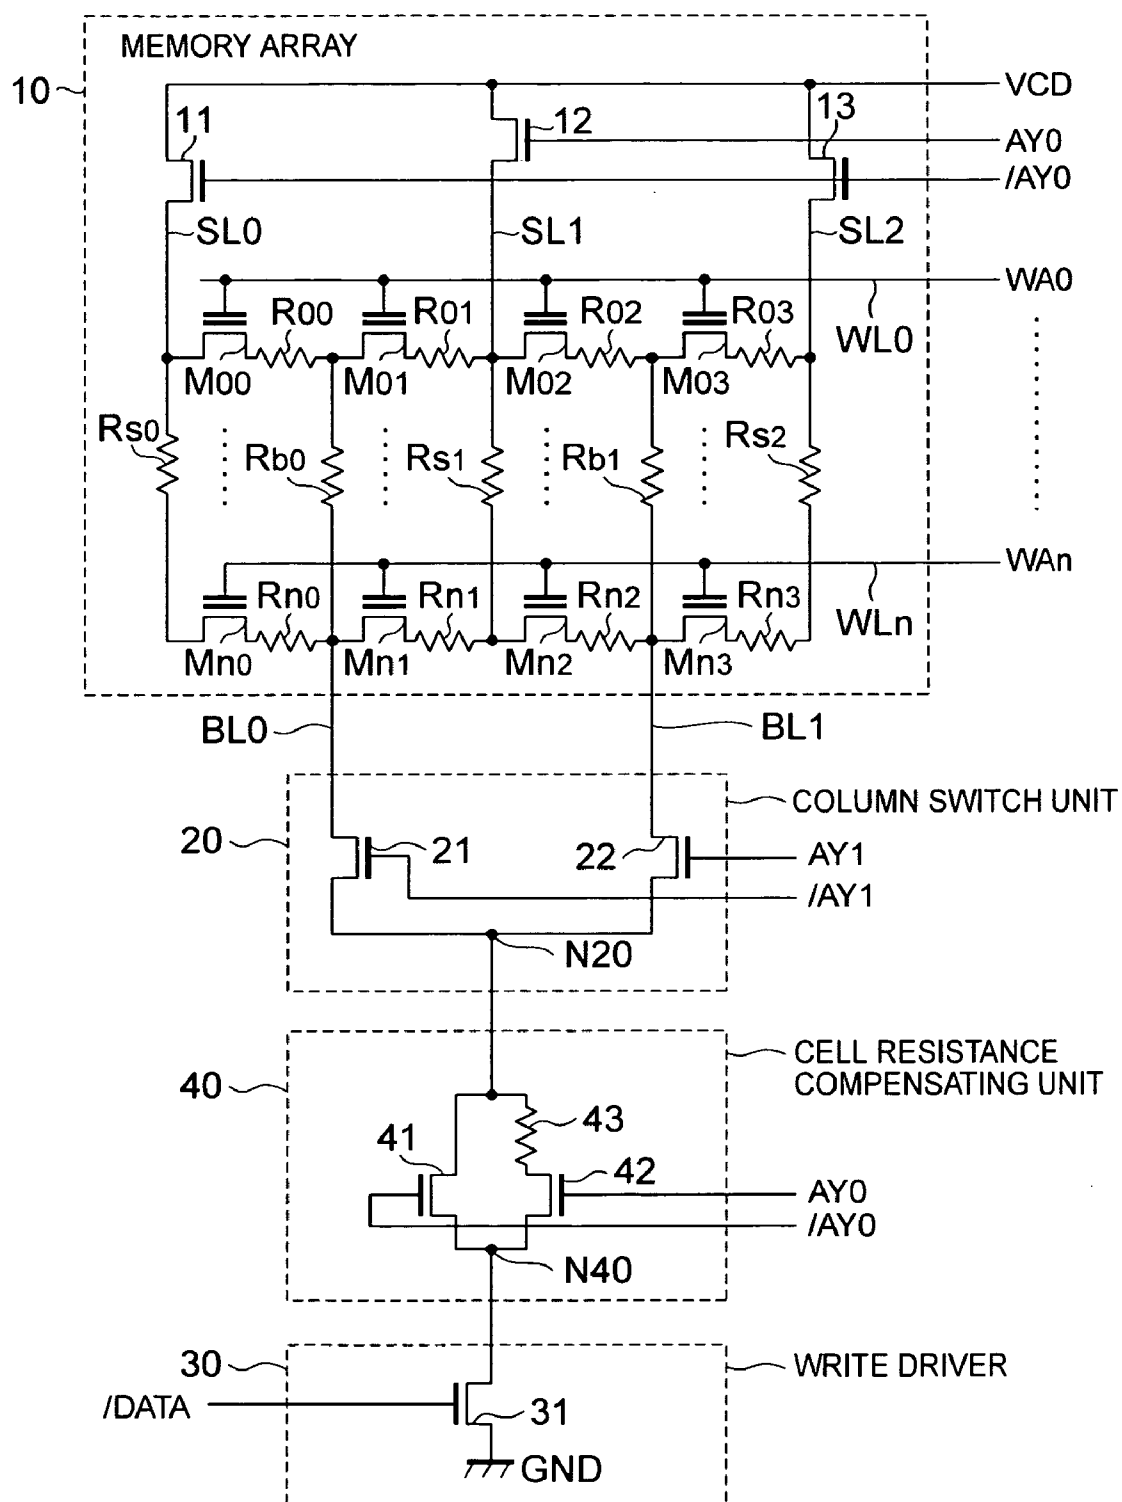 MEMORY ARRAY
10
VCD
11
12
13
AY0
/AY0
SL0
SL1
SL2
WA0
R00
R01
R02
R03
WL0
M00
M01
M02
M03
Rs0
Rb0
Rs1
Rb1
Rs2
WAn
Rn0
Rn1
Rn2
Rn3
WLn
Mn0
Mn1
Mn2
Mn3
BL0
BL1
COLUMN SWITCH UNIT
20
21
22
AY1
/AY1
N20
CELL RESISTANCE
COMPENSATING UNIT
40
43
41
42
AY0
/AY0
N40
30
WRITE DRIVER
/DATA
31
GND